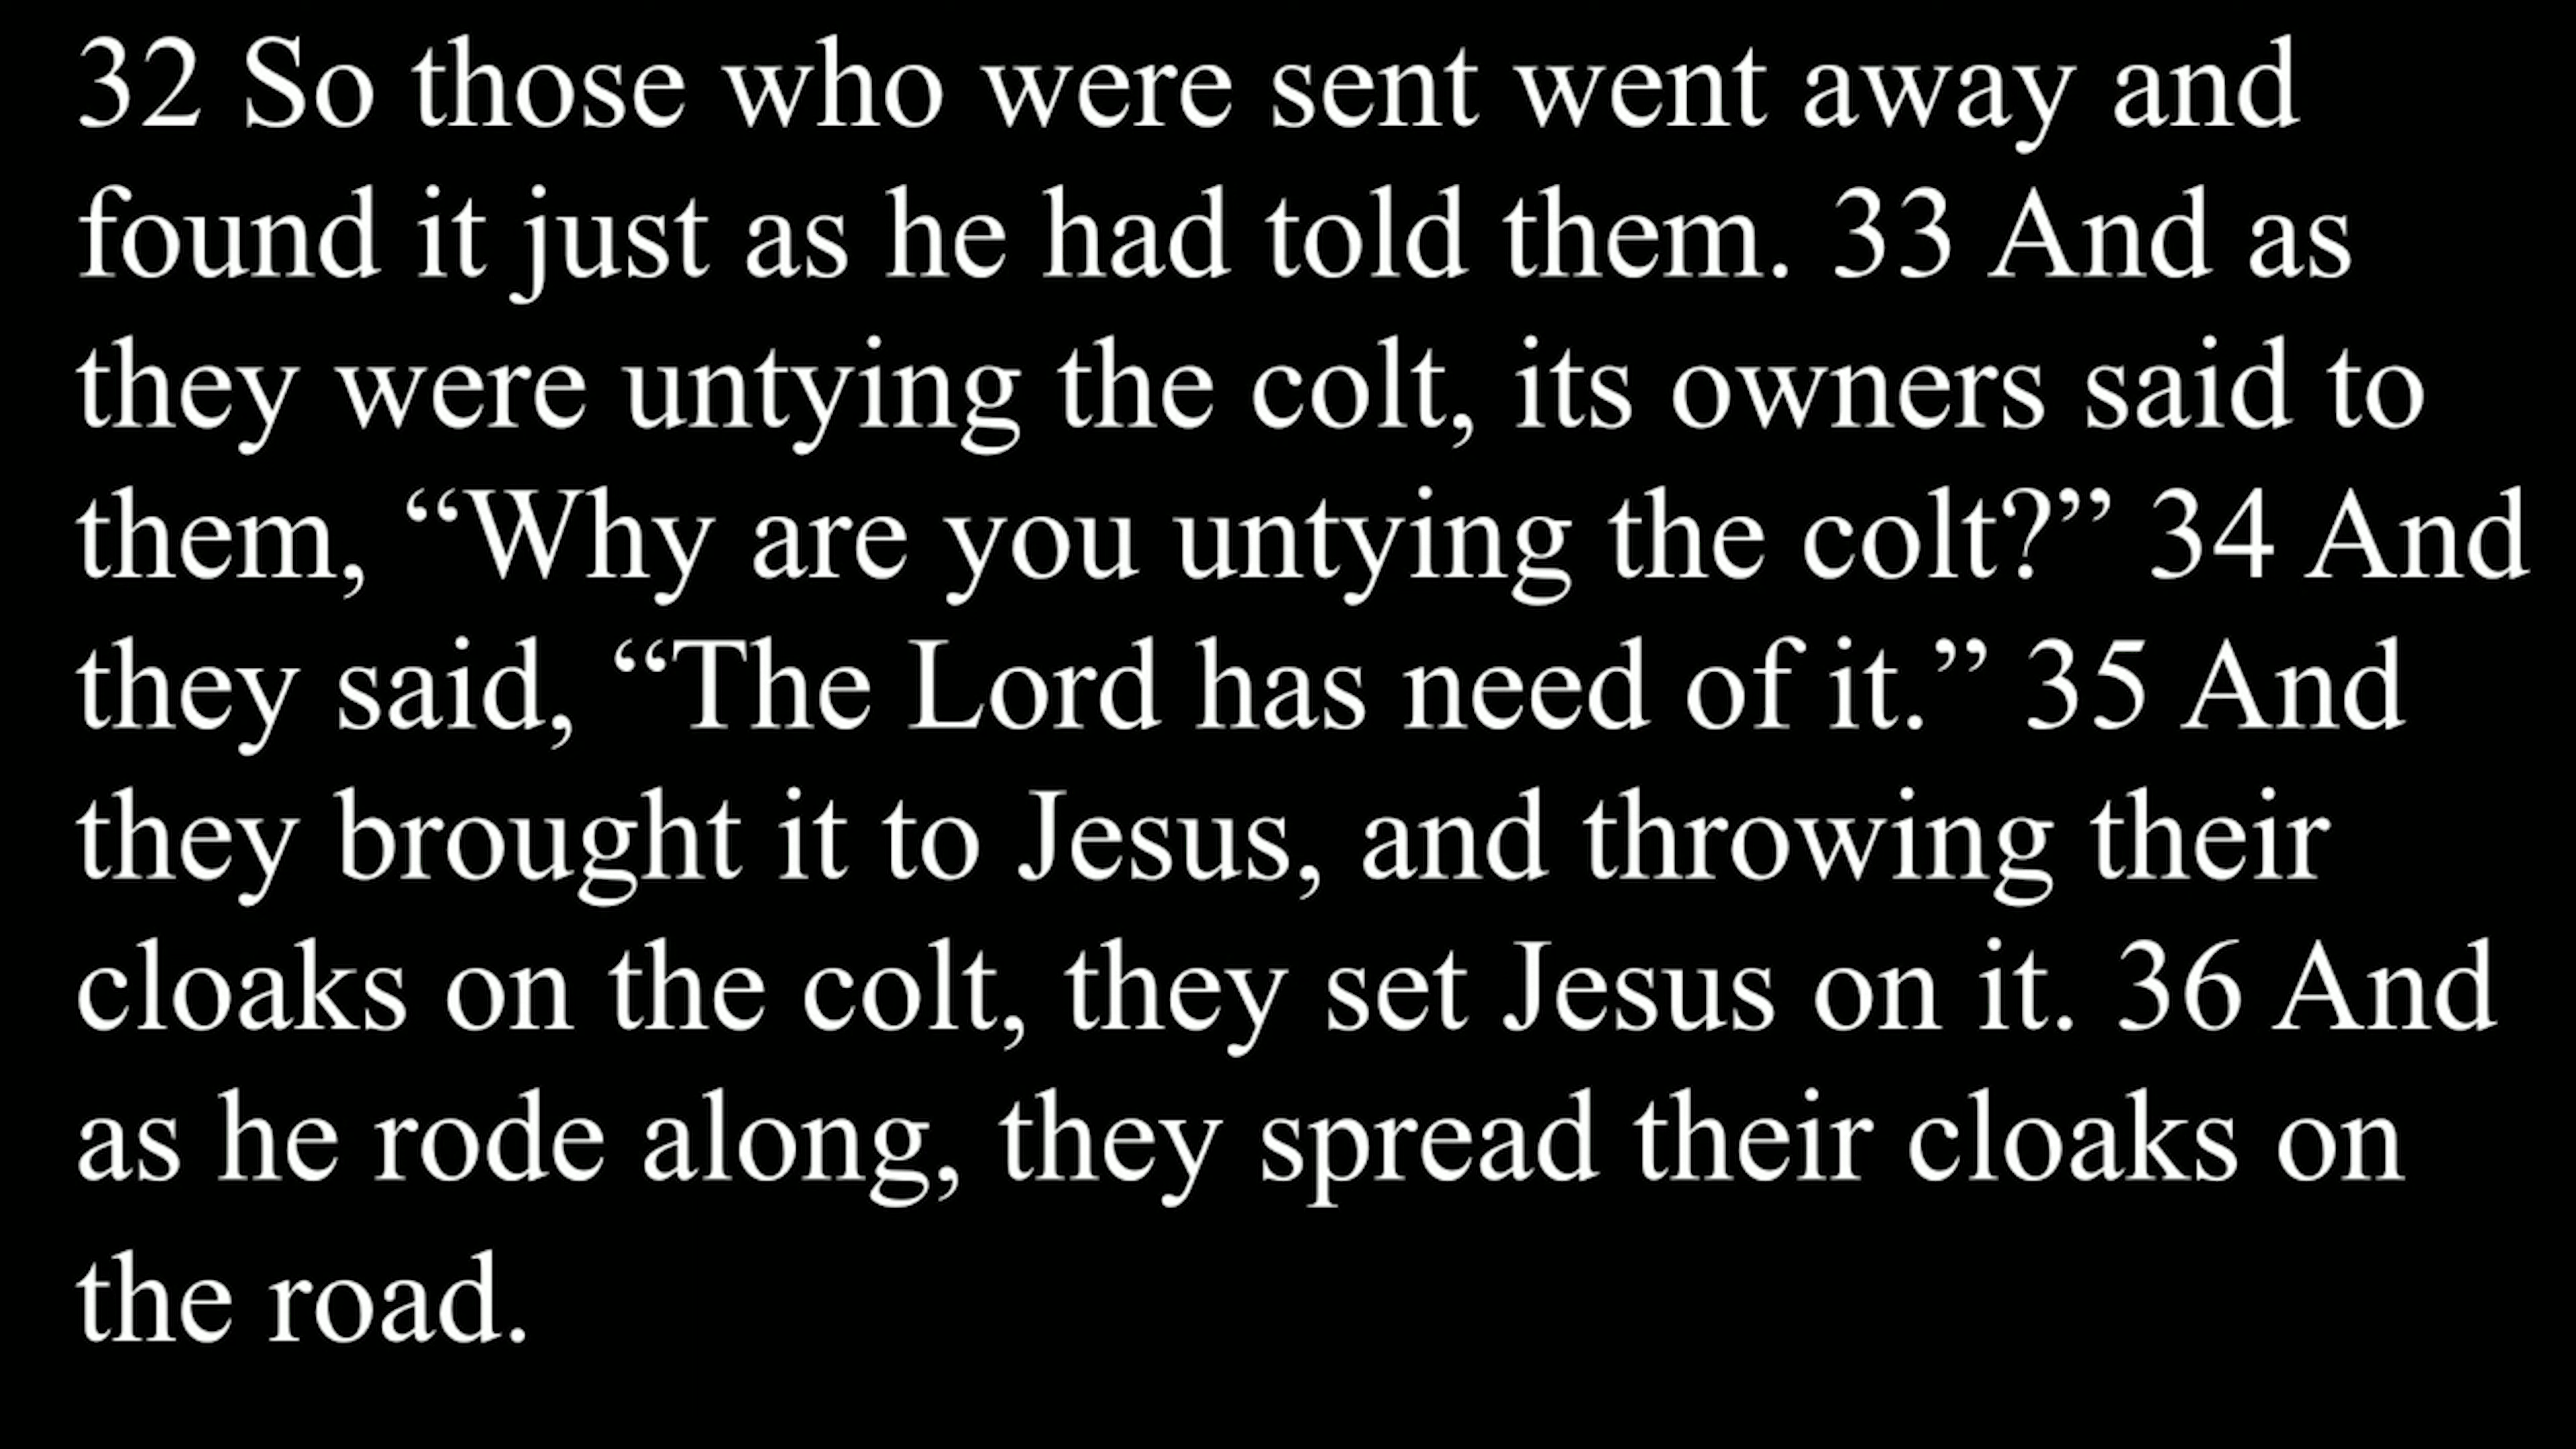 32 So those who were sent went away and
found it just as he had told them. 33 And as
they were untying the colt, its owners said to
them, “Why are you untying the colt?” 34 And
they said, “The Lord has need of it.” 35 And
they brought it to Jesus, and throwing their
cloaks on the colt, they set Jesus on it. 36 And
as he rode along, they spread their cloaks on
the road.